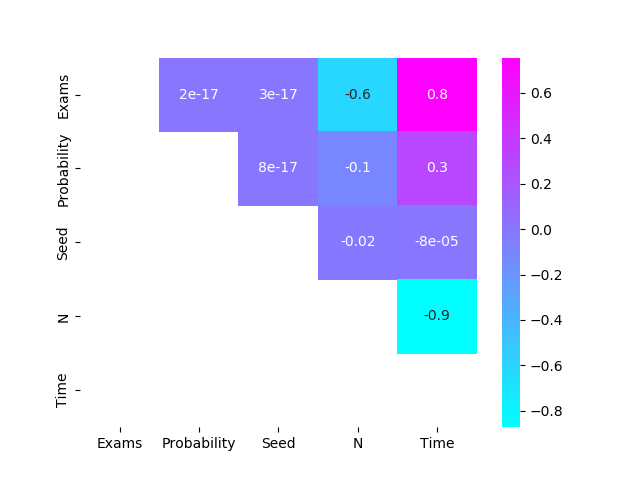 Exams 2e-17 3e-17 -0.6 0.8
Probability 8e-17 -0.1 0.3
Seed -0.02 -8e-05
N -0.9
Time
Exams Probability Seed N Time
0.6
0.4
0.2
0.0
−0.2
−0.4
−0.6
−0.8